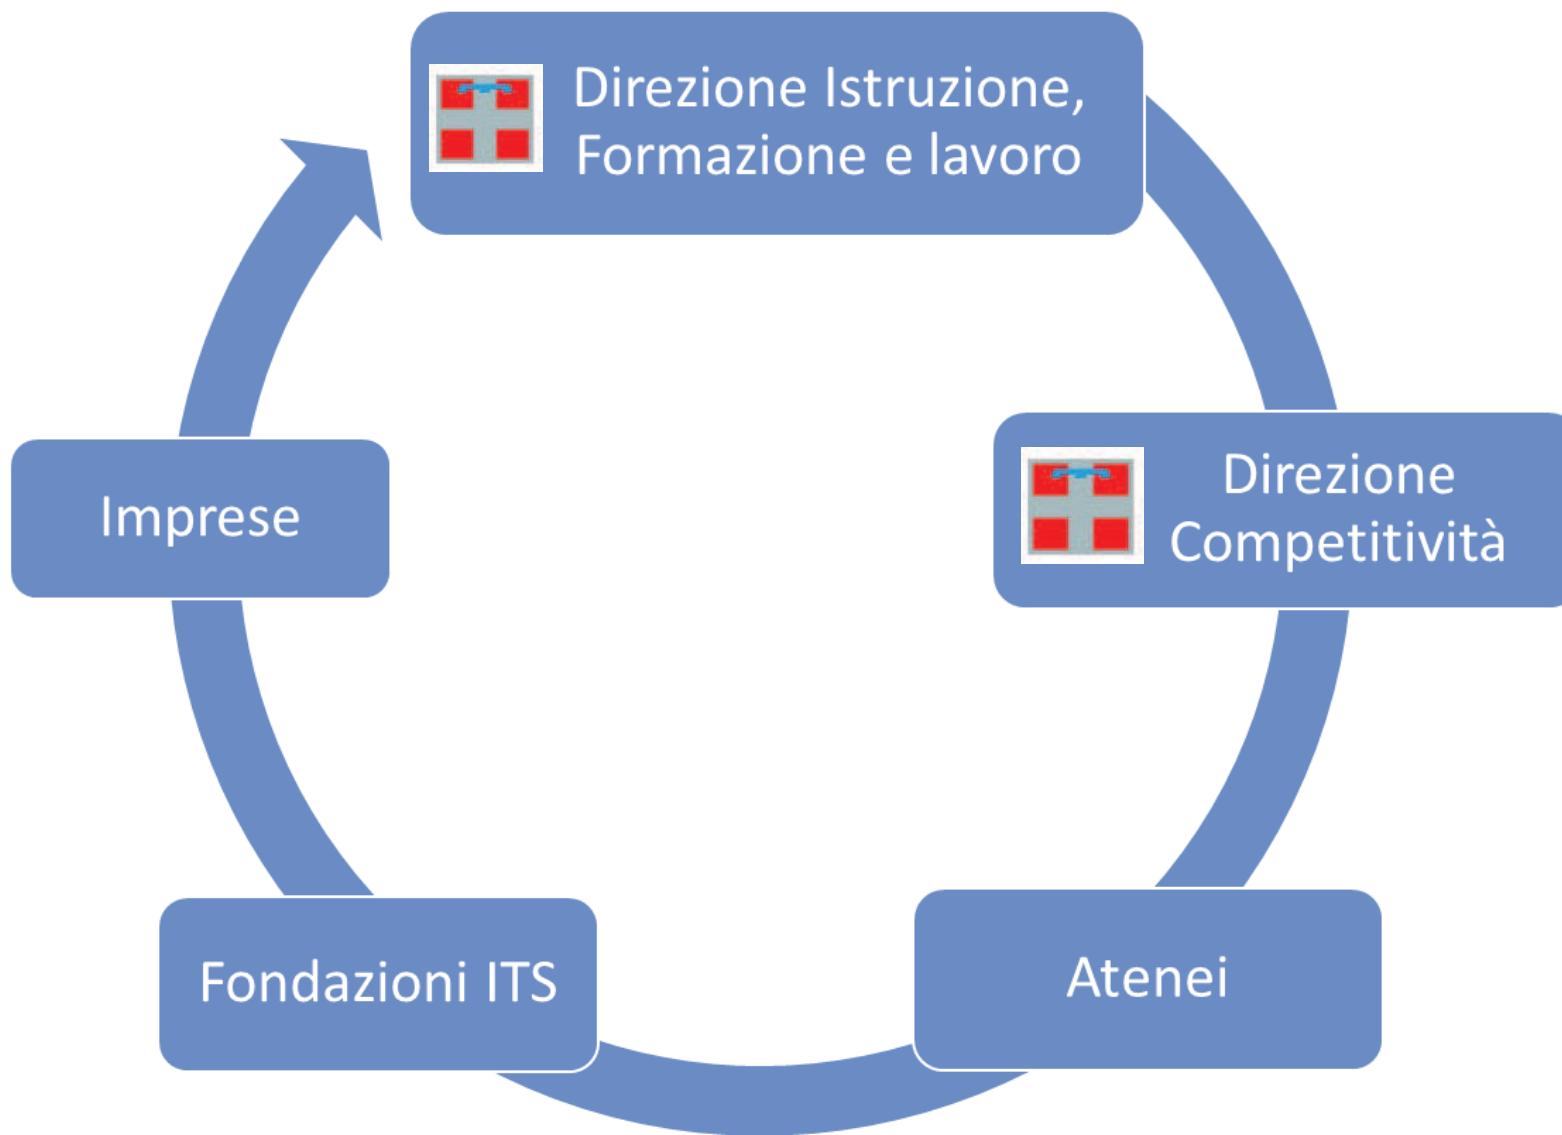 Direzione Istruzione,
Formazione e lavoro
Direzione
Competitività
Imprese
Fondazioni ITS
Atenei